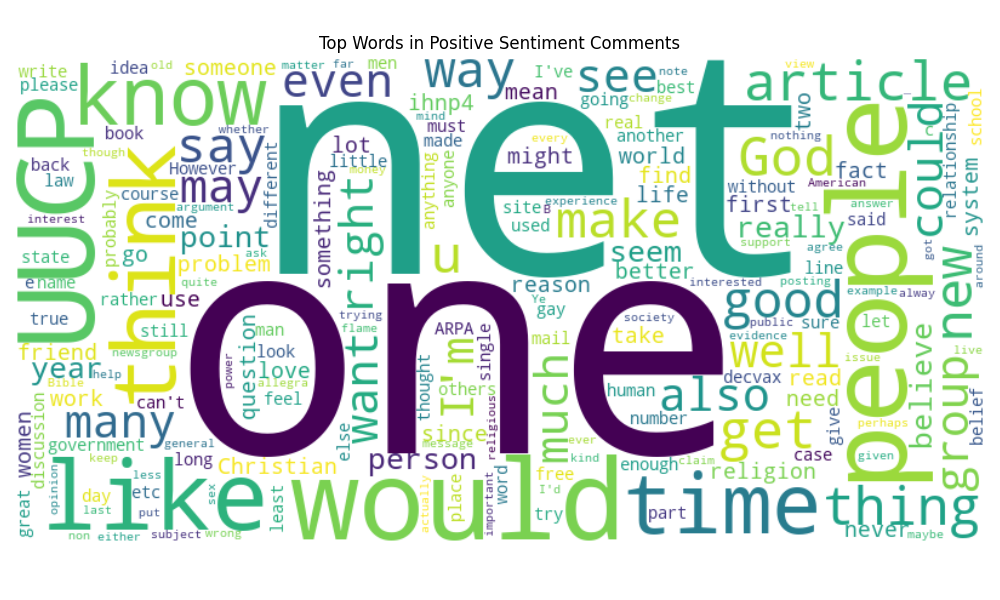 Top Words in Positive Sentiment Comments
write idea old someone matter far men way I've see note view article
please know even mean going change best two school
UUCP book whether ihnp4 mind must made real another nothing could
back though say However lot little net might world God fact relationship
law think may different anything anyone every find life without American system
interest course argument money experience first said
probably come something site B make tell answer
state go point right used really support got
e name problem ask u seem agree around
rather use quite want reason better line posting example alway
true still trying Ye interested good sure let
friend newsgroup man flame ARPA gay society public people new
year question look I'm single mail take well evidence issue live
Bible help power love one human decvax read believe
work can't allegra feel thought others much also need
women many else since number get give perhaps belief
discussion government general message religious ever case group
keep long Christian person kind enough claim religion given
great opinion day less etc sex least actually place important word free I'd
last put like would try part time thing
non either subject wrong never maybe